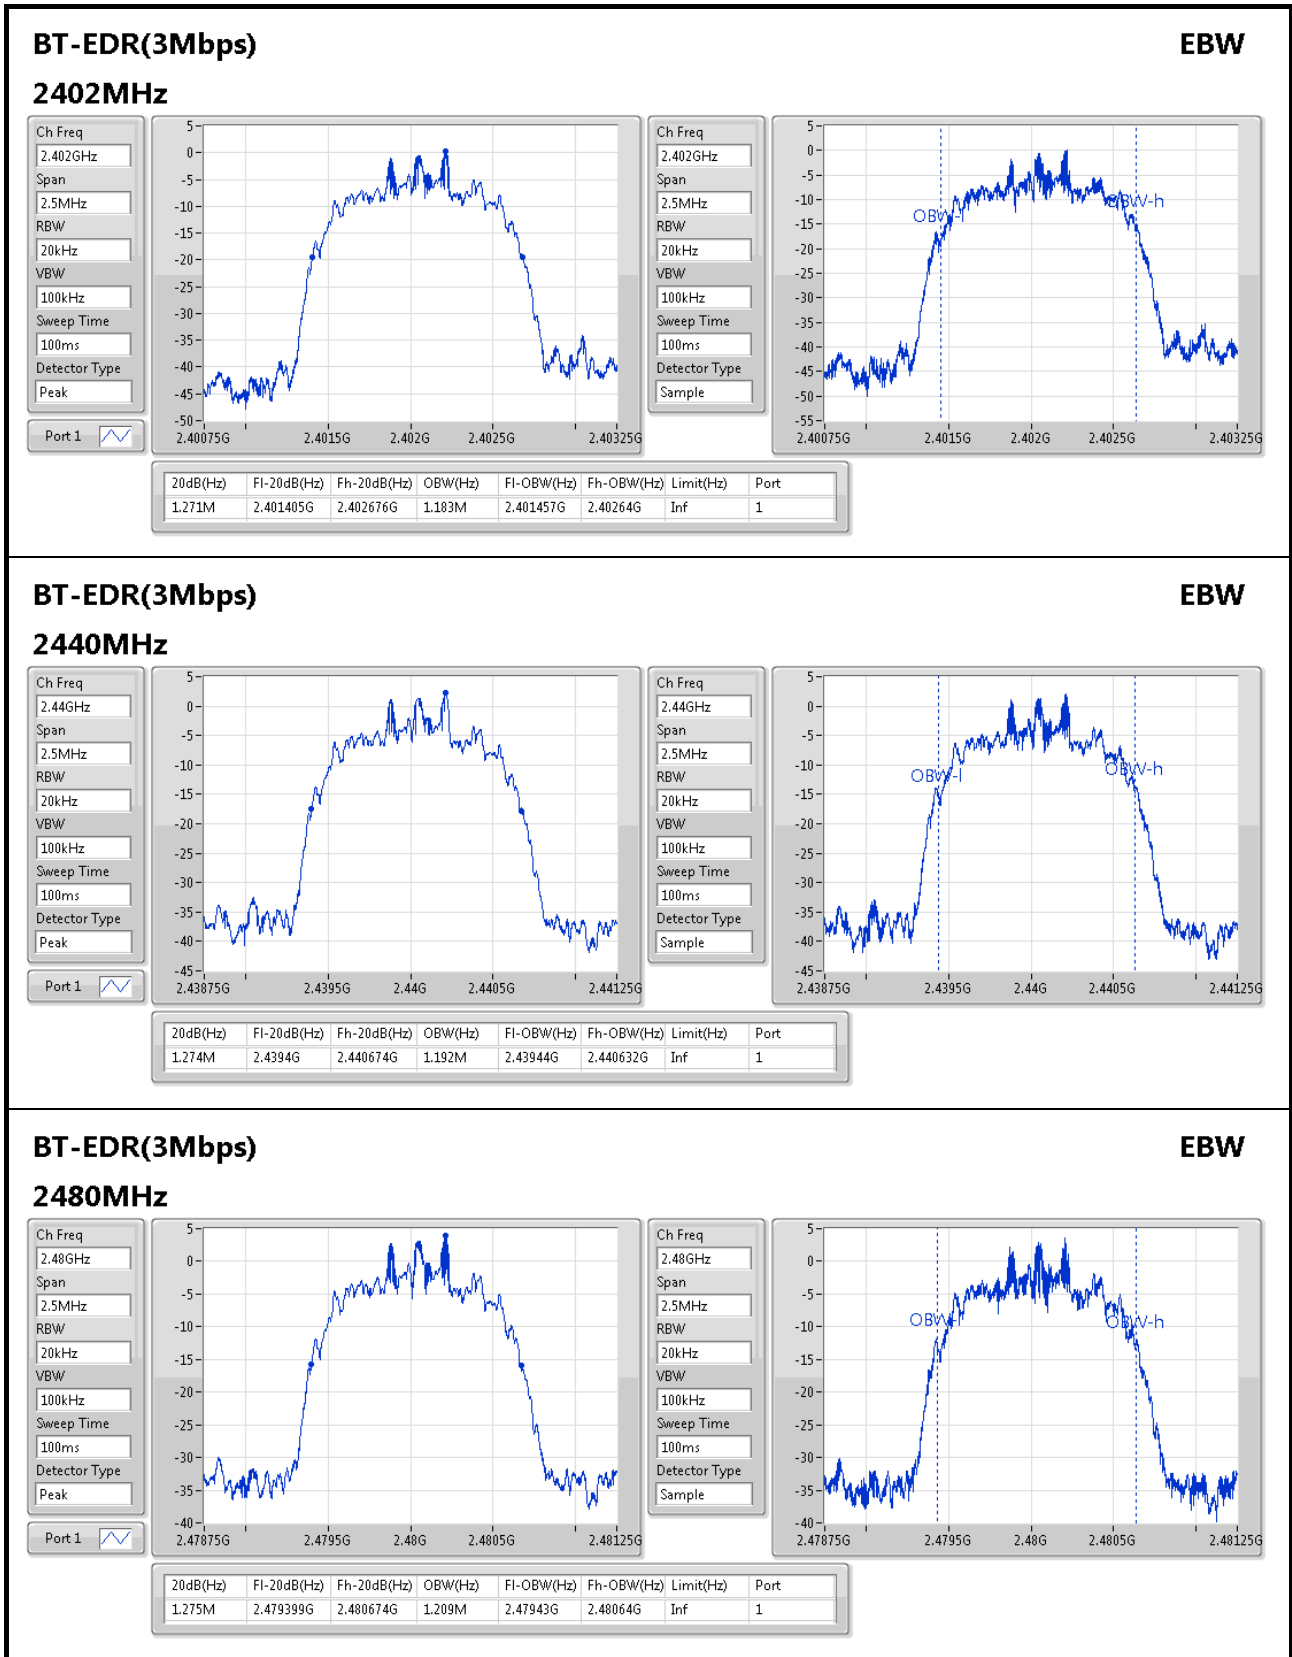 BT-EDR(3Mbps) EBW
2402MHz
Ch Freq
2.402GHz
Span
2.5MHz
RBW
20kHz
VBW
100kHz
Sweep Time
100ms
Detector Type
Peak
Port 1
5
0
-5
-10
-15
-20
-25
-30
-35
-40
-45
-50
2.40075G 2.4015G 2.402G 2.4025G 2.40325G
Ch Freq
2.402GHz
Span
2.5MHz
RBW
20kHz
VBW
100kHz
Sweep Time
100ms
Detector Type
Sample
5
0
-5
-10
-15
-20
-25
-30
-35
-40
-45
-50
-55
OBW-l OBW-h
2.40075G 2.4015G 2.402G 2.4025G 2.40325G
20dB(Hz) Fl-20dB(Hz) Fh-20dB(Hz) OBW(Hz) Fl-OBW(Hz) Fh-OBW(Hz) Limit(Hz) Port
1.271M 2.401405G 2.402676G 1.183M 2.401457G 2.40264G Inf 1
BT-EDR(3Mbps) EBW
2440MHz
Ch Freq
2.44GHz
Span
2.5MHz
RBW
20kHz
VBW
100kHz
Sweep Time
100ms
Detector Type
Peak
Port 1
5
0
-5
-10
-15
-20
-25
-30
-35
-40
-45
2.43875G 2.4395G 2.44G 2.4405G 2.44125G
Ch Freq
2.44GHz
Span
2.5MHz
RBW
20kHz
VBW
100kHz
Sweep Time
100ms
Detector Type
Sample
5
0
-5
-10
-15
-20
-25
-30
-35
-40
-45
OBW-l OBW-h
2.43875G 2.4395G 2.44G 2.4405G 2.44125G
20dB(Hz) Fl-20dB(Hz) Fh-20dB(Hz) OBW(Hz) Fl-OBW(Hz) Fh-OBW(Hz) Limit(Hz) Port
1.274M 2.4394G 2.440674G 1.192M 2.43944G 2.440632G Inf 1
BT-EDR(3Mbps) EBW
2480MHz
Ch Freq
2.48GHz
Span
2.5MHz
RBW
20kHz
VBW
100kHz
Sweep Time
100ms
Detector Type
Peak
Port 1
5
0
-5
-10
-15
-20
-25
-30
-35
-40
2.47875G 2.4795G 2.48G 2.4805G 2.48125G
Ch Freq
2.48GHz
Span
2.5MHz
RBW
20kHz
VBW
100kHz
Sweep Time
100ms
Detector Type
Sample
5
0
-5
-10
-15
-20
-25
-30
-35
-40
OBW-l OBW-h
2.47875G 2.4795G 2.48G 2.4805G 2.48125G
20dB(Hz) Fl-20dB(Hz) Fh-20dB(Hz) OBW(Hz) Fl-OBW(Hz) Fh-OBW(Hz) Limit(Hz) Port
1.275M 2.479399G 2.480674G 1.209M 2.47943G 2.48064G Inf 1